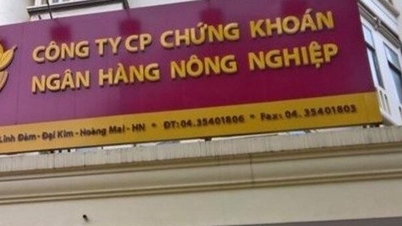 CÔNG TY CP CHỨNG KHOÁN
NGÂN HÀNG NÔNG NGHIỆP
Linh Đàm - Đại Kim - Hoàng Mai - HN * ĐT: 04.35401806 * Fax: 04.35401803